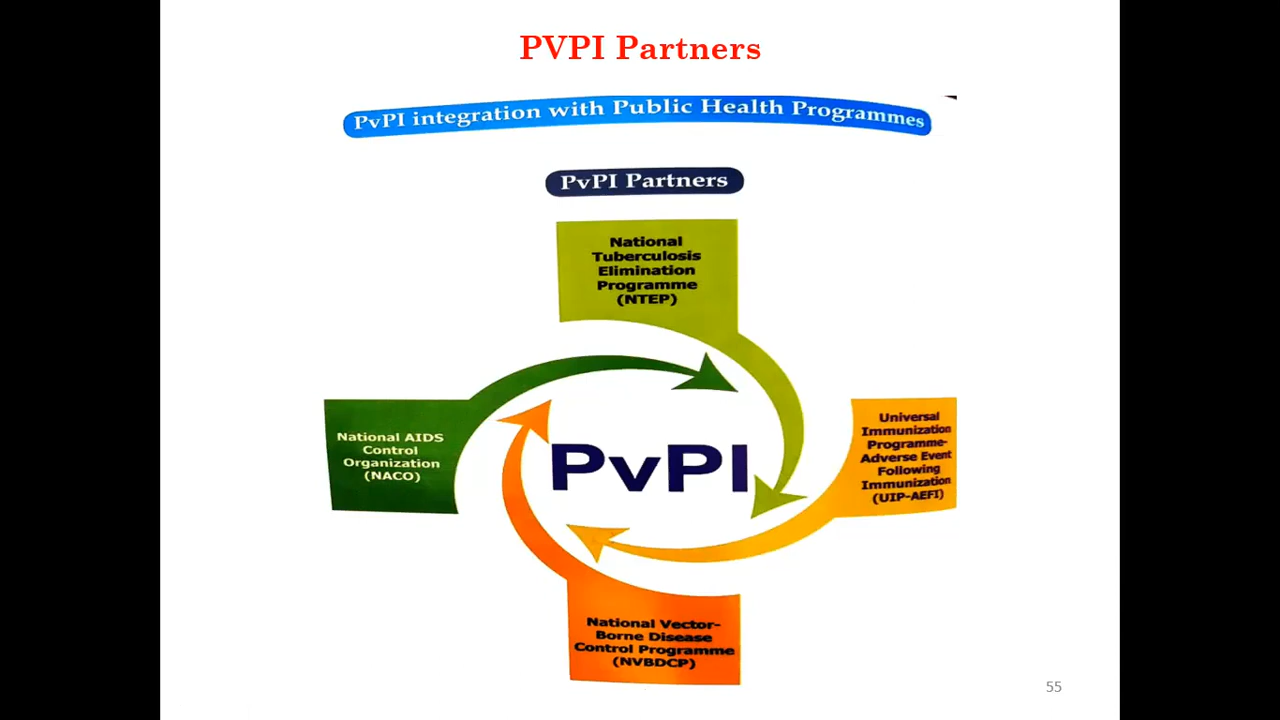 PVPI Partners
PvPI integration with Public Health Programmes
PvPI Partners
National
Tuberculosis
Elimination
Programme
(NTEP)
National AIDS
Control
Organization
(NACO)
PvPI
Universal
Immunization
Programme-
Adverse Event
Following
Immunization
(UIP-AEFI)
National Vector-
Borne Disease
Control Programme
(NVBDCP)
55